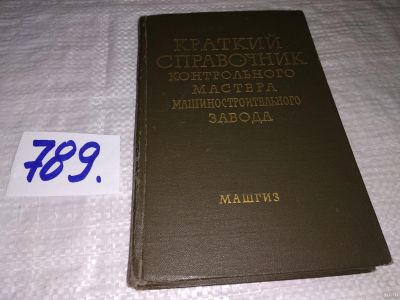 КРАТКИЙ
СПРАВОЧНИК
КОНТРОЛЬНОГО
МАСТЕРА
МАШИНОСТРОИТЕЛЬНОГО
ЗАВОДА
МАШГИЗ
789.